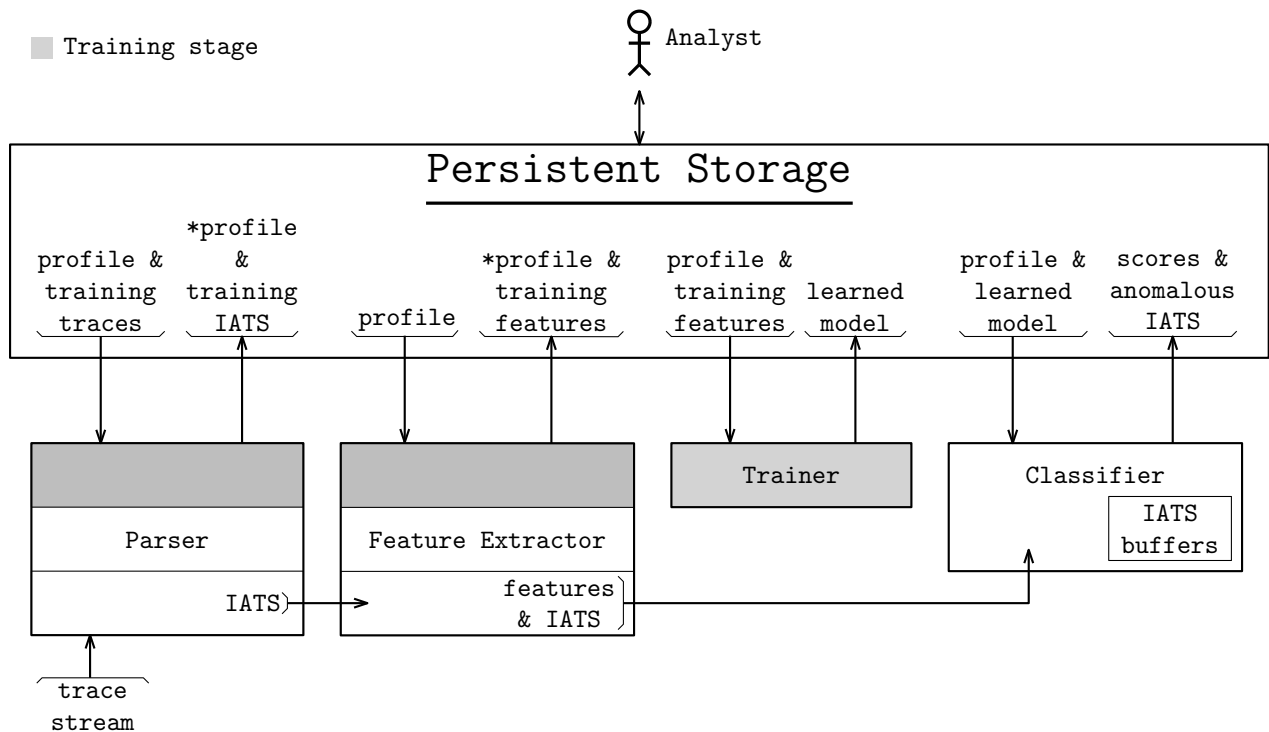 Training stage
Analyst
Persistent Storage
profile &
training
traces
*profile
&
training
IATS
profile
*profile &
training
features
profile &
training
features
learned
model
profile &
learned
model
scores &
anomalous
IATS
Parser
IATS
Feature Extractor
features
& IATS
Trainer
Classifier
IATS
buffers
trace
stream